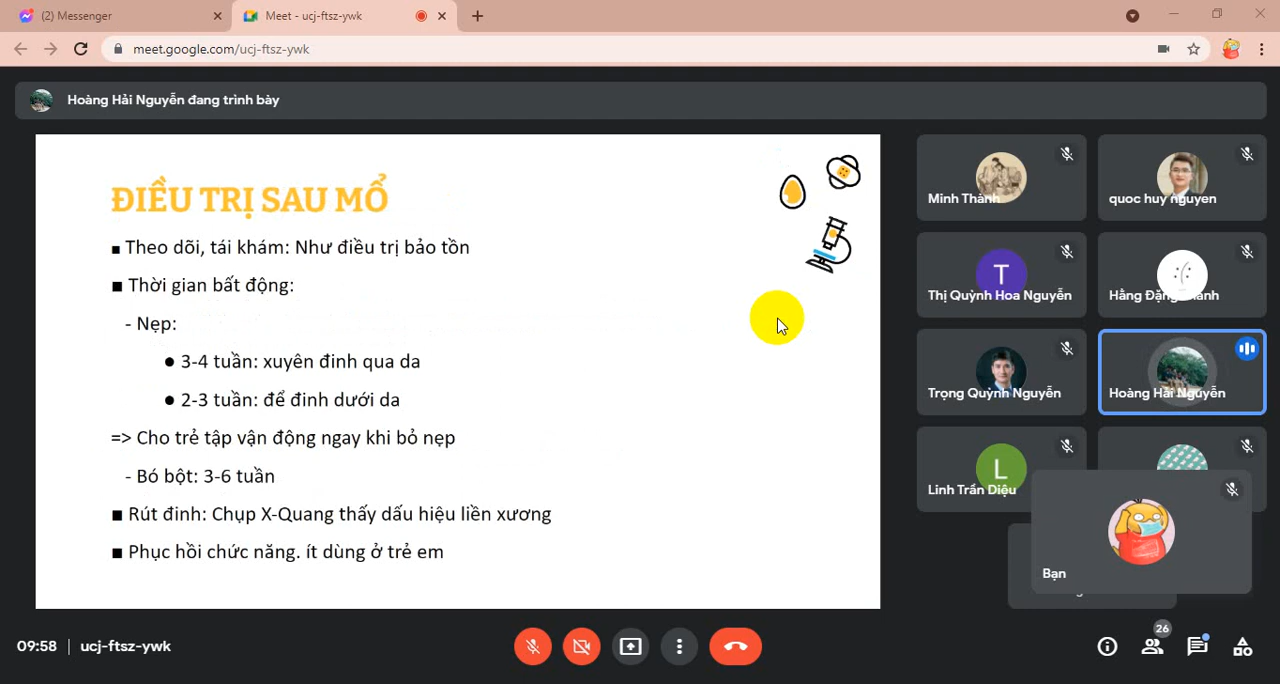 (2) Messenger
Meet - ucj-ftsz-ywk
meet.google.com/ucj-ftsz-ywk
Hoàng Hải Nguyễn đang trình bày
ĐIỀU TRỊ SAU MỔ
■ Theo dõi, tái khám: Như điều trị bảo tồn
■ Thời gian bất động:
- Nẹp:
● 3-4 tuần: xuyên đinh qua da
● 2-3 tuần: để đinh dưới da
=> Cho trẻ tập vận động ngay khi bỏ nẹp
- Bó bột: 3-6 tuần
■ Rút đinh: Chụp X-Quang thấy dấu hiệu liền xương
■ Phục hồi chức năng. ít dùng ở trẻ em
Minh Thành
quoc huy nguyen
T
Thị Quỳnh Hoa Nguyễn
Hằng Đặng Thanh
Trọng Quỳnh Nguyễn
Hoàng Hải Nguyễn
L
Linh Trần Diệu
Bạn
09:58 | ucj-ftsz-ywk
26